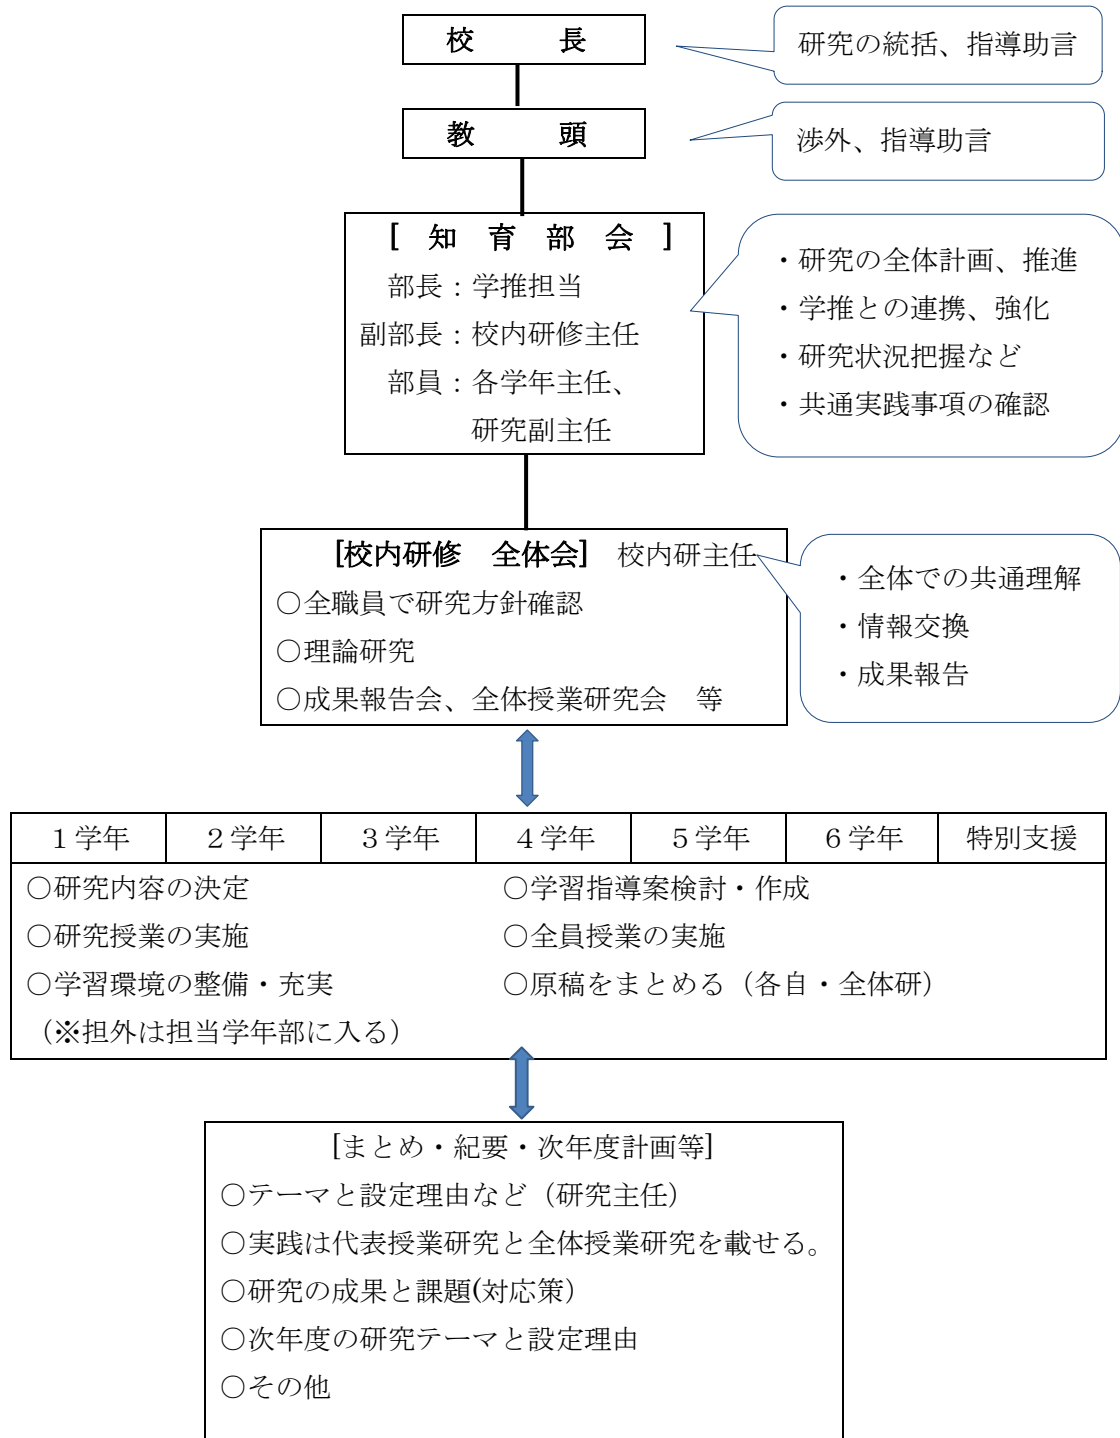 校　　長
研究の統括、指導助言
教　　頭
渉外、指導助言
[　知　育　部　会　]
部長：学推担当
副部長：校内研修主任
部員：各学年主任、
研究副主任
・研究の全体計画、推進
・学推との連携、強化
・研究状況把握など
・共通実践事項の確認
[校内研修　全体会]　校内研主任
○全職員で研究方針確認
○理論研究
○成果報告会、全体授業研究会　等
・全体での共通理解
・情報交換
・成果報告
１学年　２学年　３学年　４学年　５学年　６学年　特別支援
○研究内容の決定　○学習指導案検討・作成
○研究授業の実施　○全員授業の実施
○学習環境の整備・充実　○原稿をまとめる（各自・全体研）
（※担外は担当学年部に入る）
[まとめ・紀要・次年度計画等]
○テーマと設定理由など（研究主任）
○実践は代表授業研究と全体授業研究を載せる。
○研究の成果と課題(対応策）
○次年度の研究テーマと設定理由
○その他